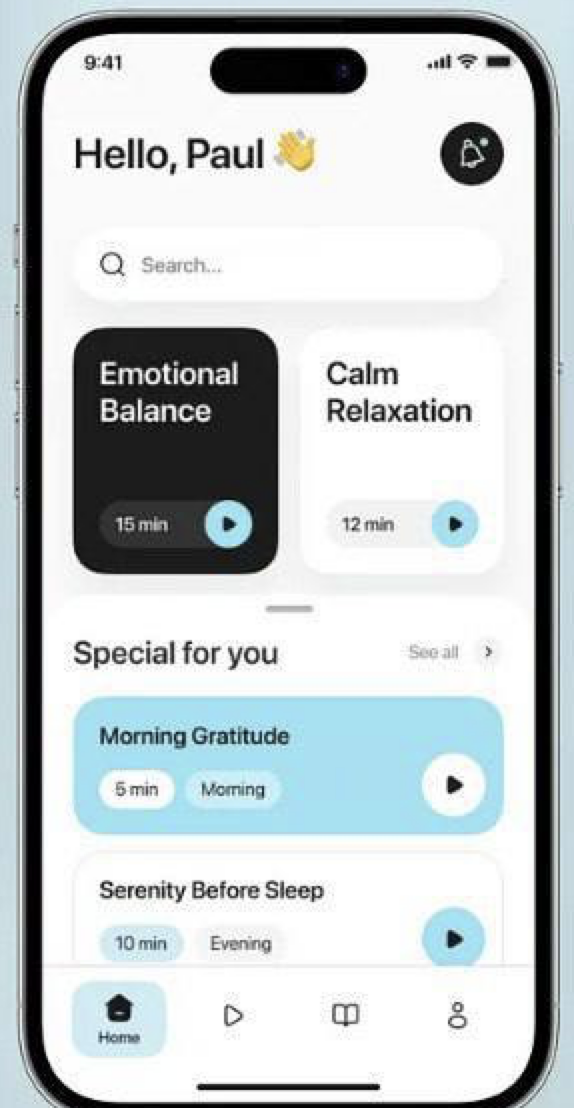 9:41
Hello, Paul 👋
Search...
Emotional
Balance
15 min
Calm
Relaxation
12 min
Special for you
See all
Morning Gratitude
5 min
Morning
Serenity Before Sleep
10 min
Evening
Home